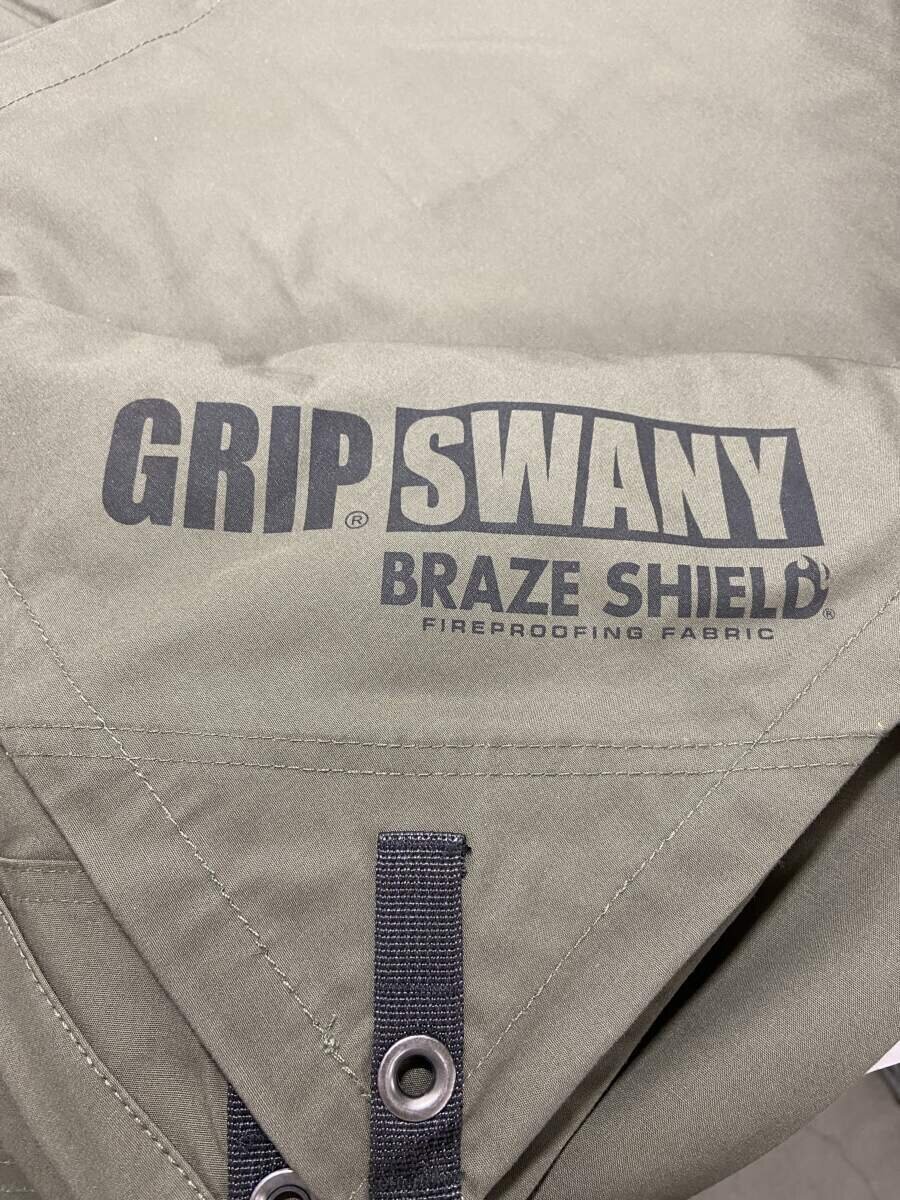 GRIP® SWANY
BRAZE SHIELD®
FIREPROOFING FABRIC